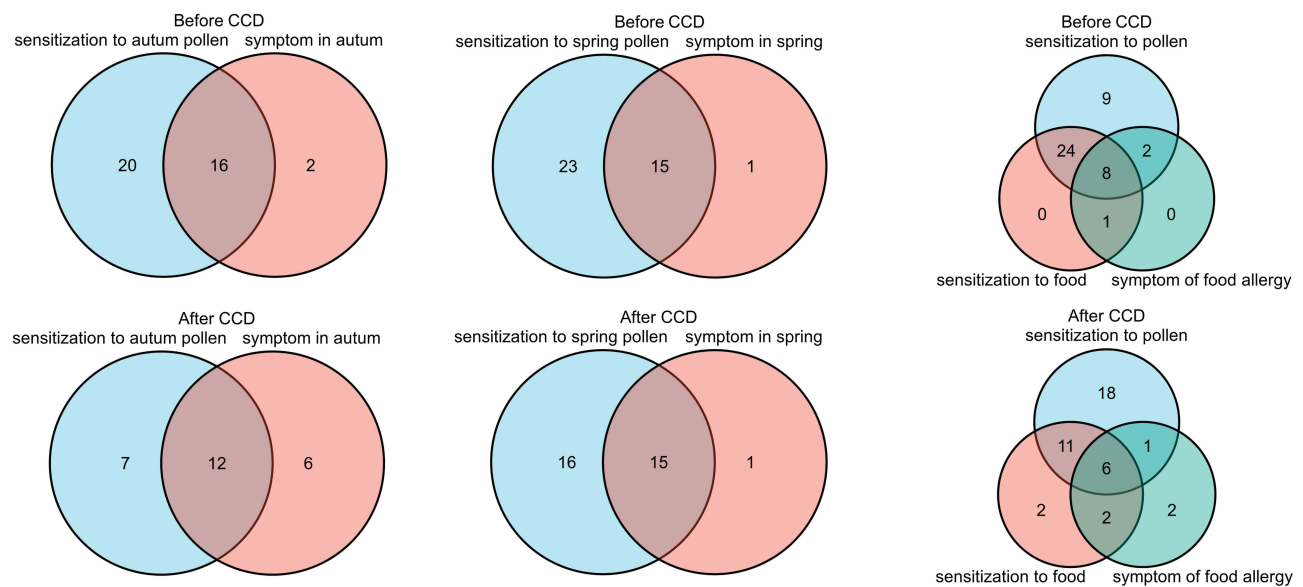 Before CCD
sensitization to autum pollen symptom in autum
20 16 2
Before CCD
sensitization to spring pollen symptom in spring
23 15 1
Before CCD
sensitization to pollen
9
24 2
8
0 0
1
sensitization to food symptom of food allergy
After CCD
sensitization to autum pollen symptom in autum
7 12 6
After CCD
sensitization to spring pollen symptom in spring
16 15 1
After CCD
sensitization to pollen
18
11 1
6
2 2
2
sensitization to food symptom of food allergy